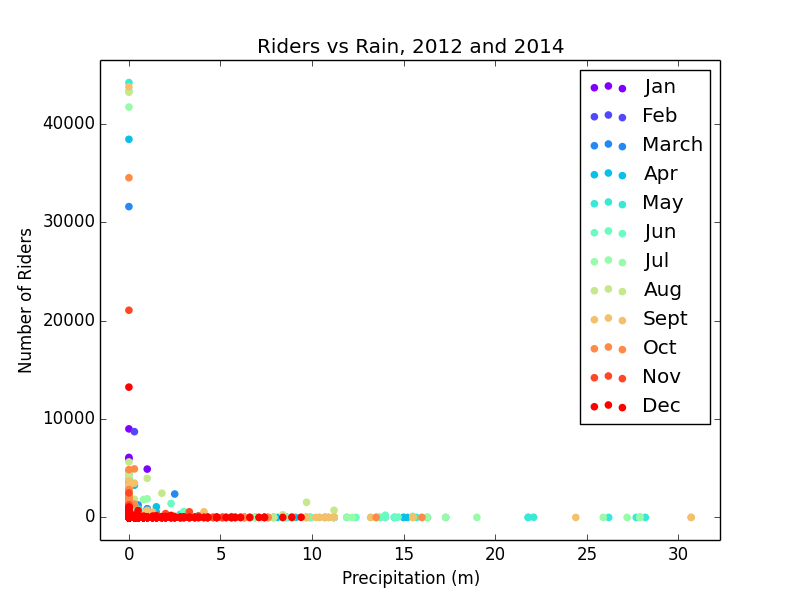 Riders vs Rain, 2012 and 2014
Jan
Feb
March
Apr
May
Jun
Jul
Aug
Sept
Oct
Nov
Dec
40000
30000
20000
10000
0
Number of Riders
0 5 10 15 20 25 30
Precipitation (m)